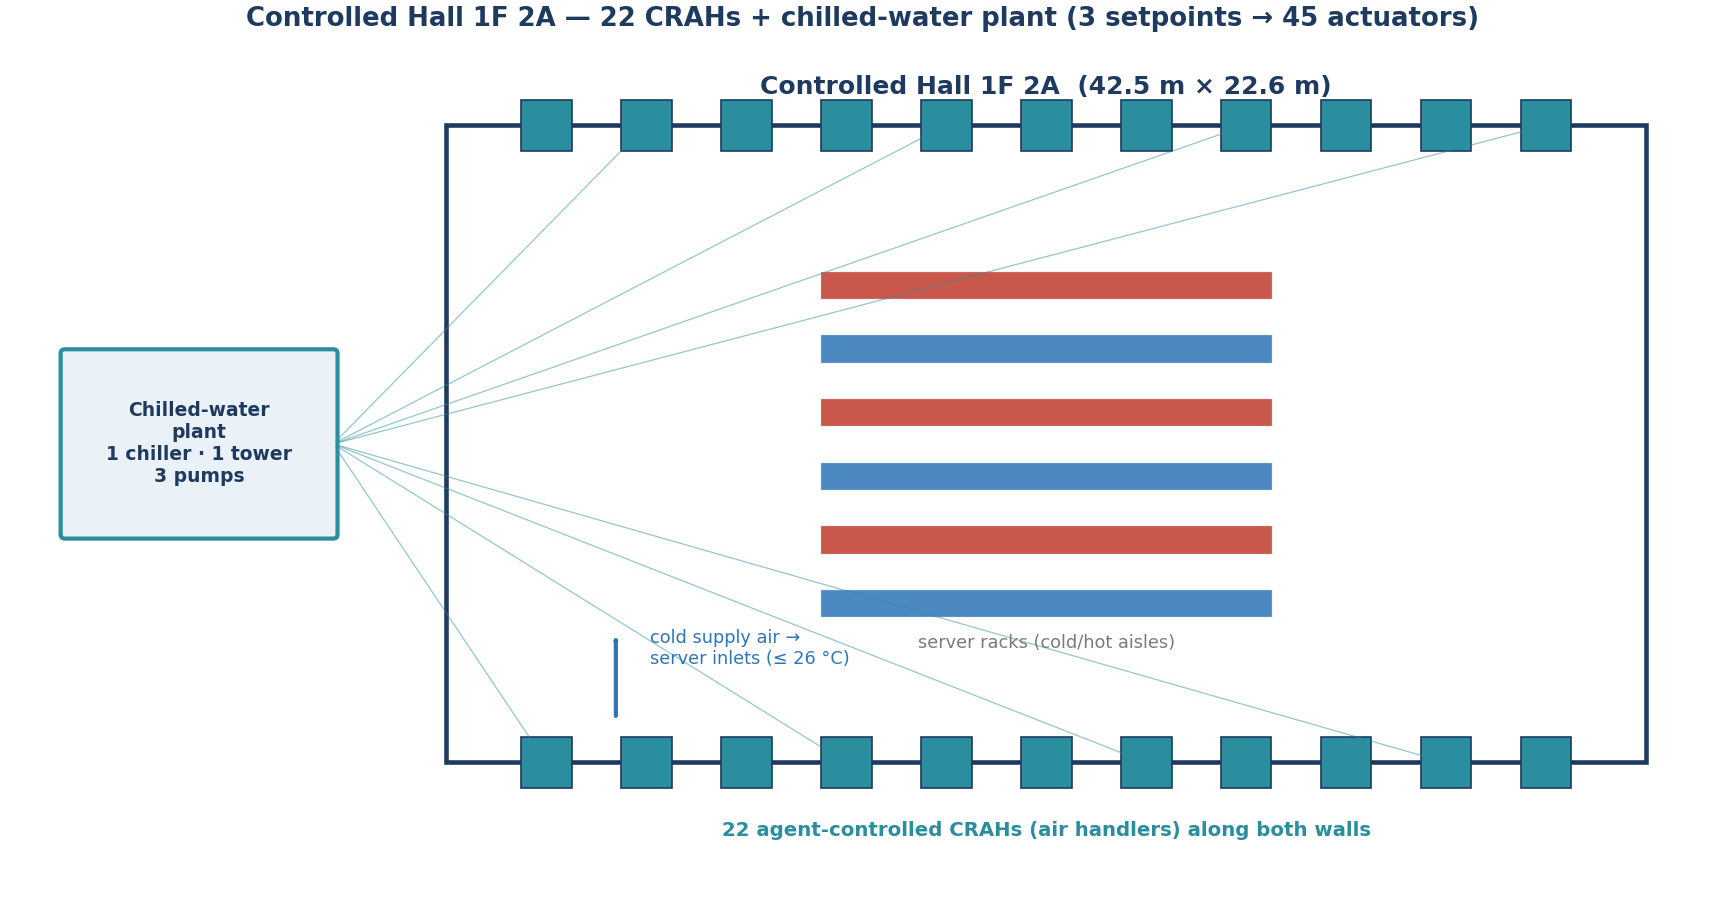 Controlled Hall 1F 2A — 22 CRAHs + chilled-water plant (3 setpoints → 45 actuators)
Controlled Hall 1F 2A (42.5 m × 22.6 m)
Chilled-water
plant
1 chiller · 1 tower
3 pumps
cold supply air →
server inlets (≤ 26 °C)
server racks (cold/hot aisles)
22 agent-controlled CRAHs (air handlers) along both walls